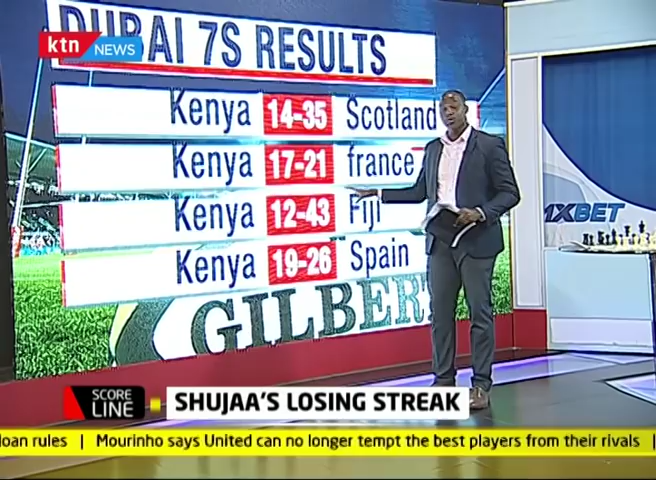 ktn NEWS
DUBAI 7S RESULTS
Kenya 14-35 Scotland
Kenya 17-21 france
Kenya 12-43 Fiji
Kenya 19-26 Spain
GILBERT
1XBET
SCORE LINE
SHUJAA'S LOSING STREAK
loan rules | Mourinho says United can no longer tempt the best players from their rivals |